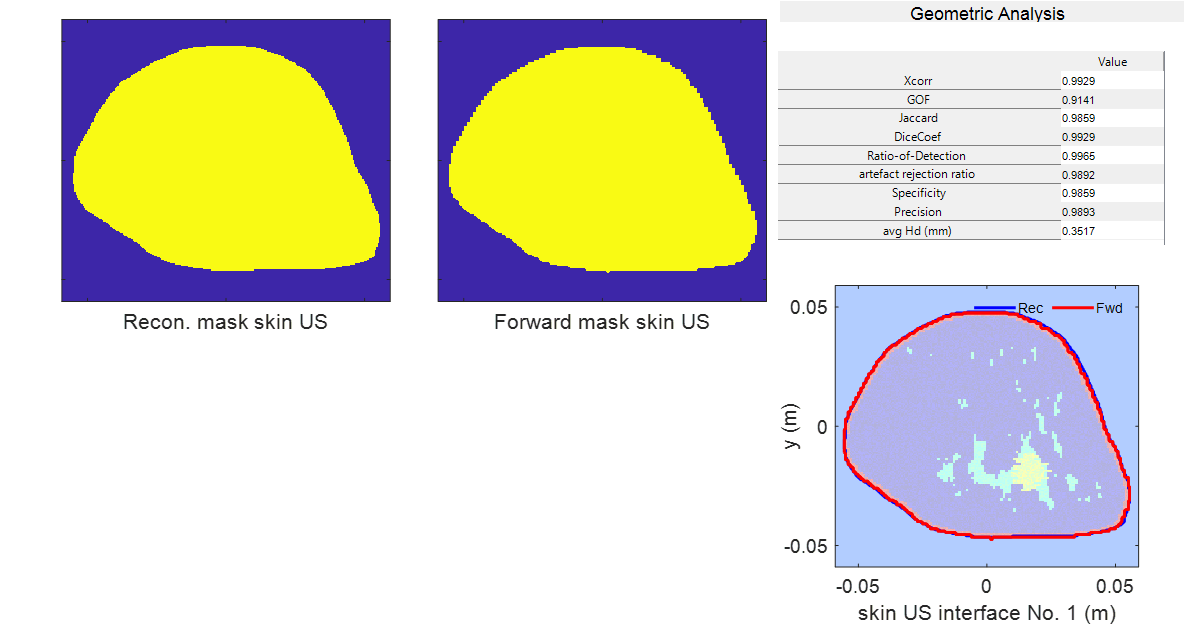 Recon. mask skin US
Forward mask skin US
Geometric Analysis
Value
Xcorr 0.9929
GOF 0.9141
Jaccard 0.9859
DiceCoef 0.9929
Ratio-of-Detection 0.9965
artefact rejection ratio 0.9892
Specificity 0.9859
Precision 0.9893
avg Hd (mm) 0.3517
Rec Fwd
0.05
0
-0.05
y (m)
-0.05 0 0.05
skin US interface No. 1 (m)